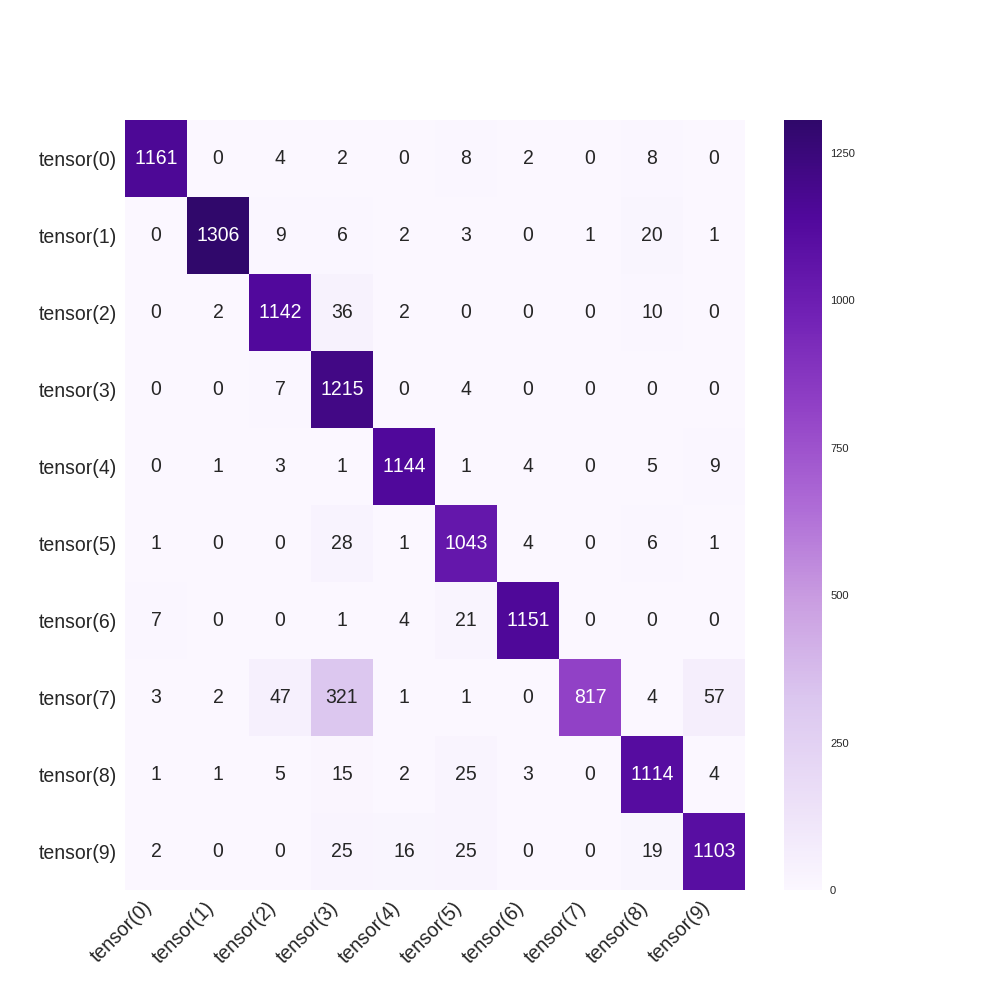 tensor(0) 1161 0 4 2 0 8 2 0 8 0
tensor(1) 0 1306 9 6 2 3 0 1 20 1
tensor(2) 0 2 1142 36 2 0 0 0 10 0
tensor(3) 0 0 7 1215 0 4 0 0 0 0
tensor(4) 0 1 3 1 1144 1 4 0 5 9
tensor(5) 1 0 0 28 1 1043 4 0 6 1
tensor(6) 7 0 0 1 4 21 1151 0 0 0
tensor(7) 3 2 47 321 1 1 0 817 4 57
tensor(8) 1 1 5 15 2 25 3 0 1114 4
tensor(9) 2 0 0 25 16 25 0 0 19 1103
tensor(0) tensor(1) tensor(2) tensor(3) tensor(4) tensor(5) tensor(6) tensor(7) tensor(8) tensor(9)
1250
1000
750
500
250
0